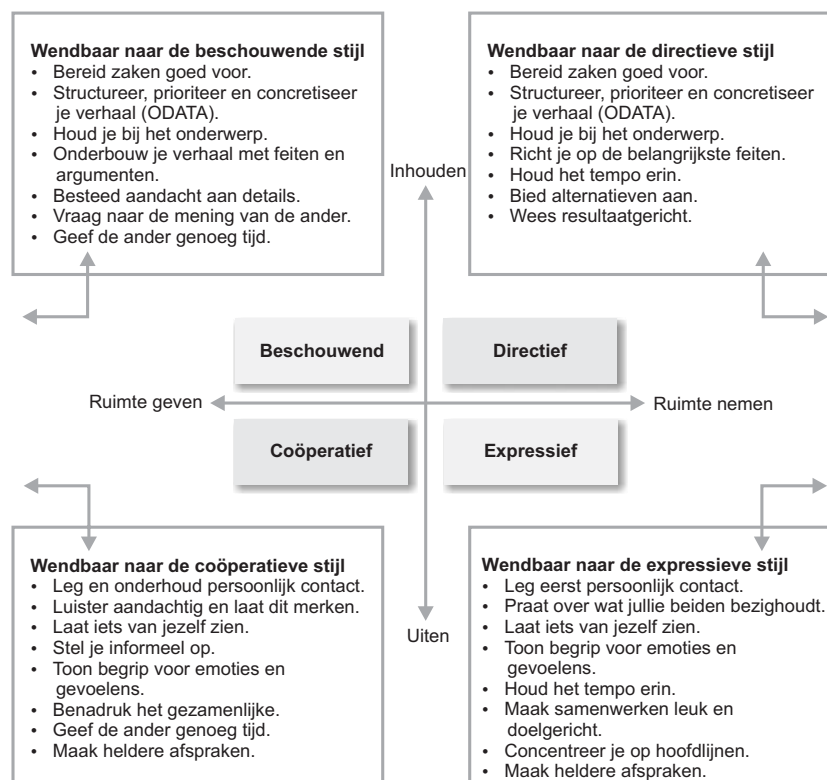 Wendbaar naar de beschouwende stijl
• Bereid zaken goed voor.
• Structureer, prioriteer en concretiseer
je verhaal (ODATA).
• Houd je bij het onderwerp.
• Onderbouw je verhaal met feiten en
argumenten.
• Besteed aandacht aan details.
• Vraag naar de mening van de ander.
• Geef de ander genoeg tijd.
Wendbaar naar de directieve stijl
• Bereid zaken goed voor.
• Structureer, prioriteer en concretiseer
je verhaal (ODATA).
• Houd je bij het onderwerp.
• Richt je op de belangrijkste feiten.
• Houd het tempo erin.
• Bied alternatieven aan.
• Wees resultaatgericht.
Inhouden
Beschouwend
Directief
Ruimte geven
Ruimte nemen
Coöperatief
Expressief
Uiten
Wendbaar naar de coöperatieve stijl
• Leg en onderhoud persoonlijk contact.
• Luister aandachtig en laat dit merken.
• Laat iets van jezelf zien.
• Stel je informeel op.
• Toon begrip voor emoties en
gevoelens.
• Benadruk het gezamenlijke.
• Geef de ander genoeg tijd.
• Maak heldere afspraken.
Wendbaar naar de expressieve stijl
• Leg eerst persoonlijk contact.
• Praat over wat jullie beiden bezighoudt.
• Laat iets van jezelf zien.
• Toon begrip voor emoties en
gevoelens.
• Houd het tempo erin.
• Maak samenwerken leuk en
doelgericht.
• Concentreer je op hoofdlijnen.
• Maak heldere afspraken.